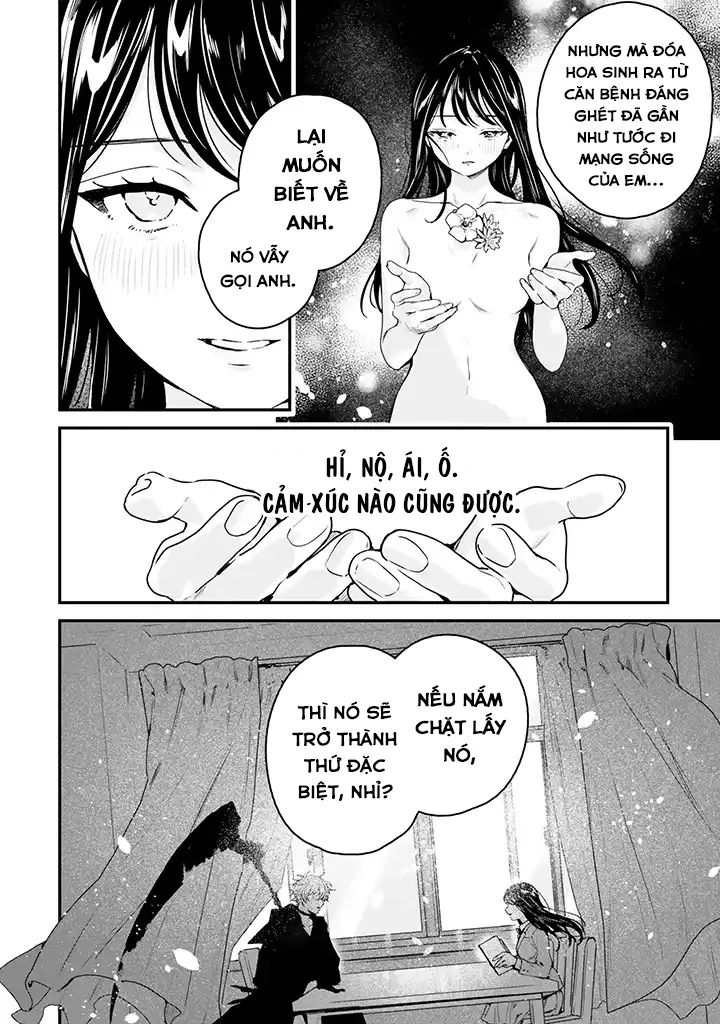 NHƯNG MÀ ĐÓA
HOA SINH RA TỪ
CĂN BỆNH ĐÁNG
GHÉT ĐÃ GẦN
NHƯ TƯỚC ĐI
MẠNG SỐNG
CỦA EM...
LẠI
MUỐN
BIẾT VỀ
ANH.
NÓ VẪY
GỌI ANH.
HỈ, NỘ, ÁI, Ố.
CẢM XÚC NÀO CŨNG ĐƯỢC.
NẾU NẮM
CHẶT LẤY
NÓ,
THÌ NÓ SẼ
TRỞ THÀNH
THỨ ĐẶC
BIỆT, NHỈ?